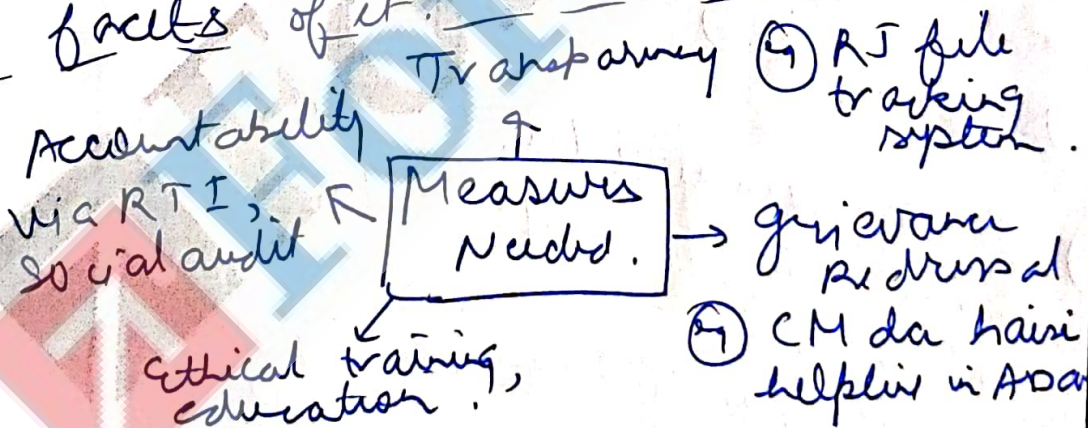 facets of it.
Transparency
eg RJ file
tracking
system.
Accountability
via RTI,
social audit
Measures
Needed.
grievance
Redressal
eg CM da haisi
helpline in ADA
Ethical training,
education.